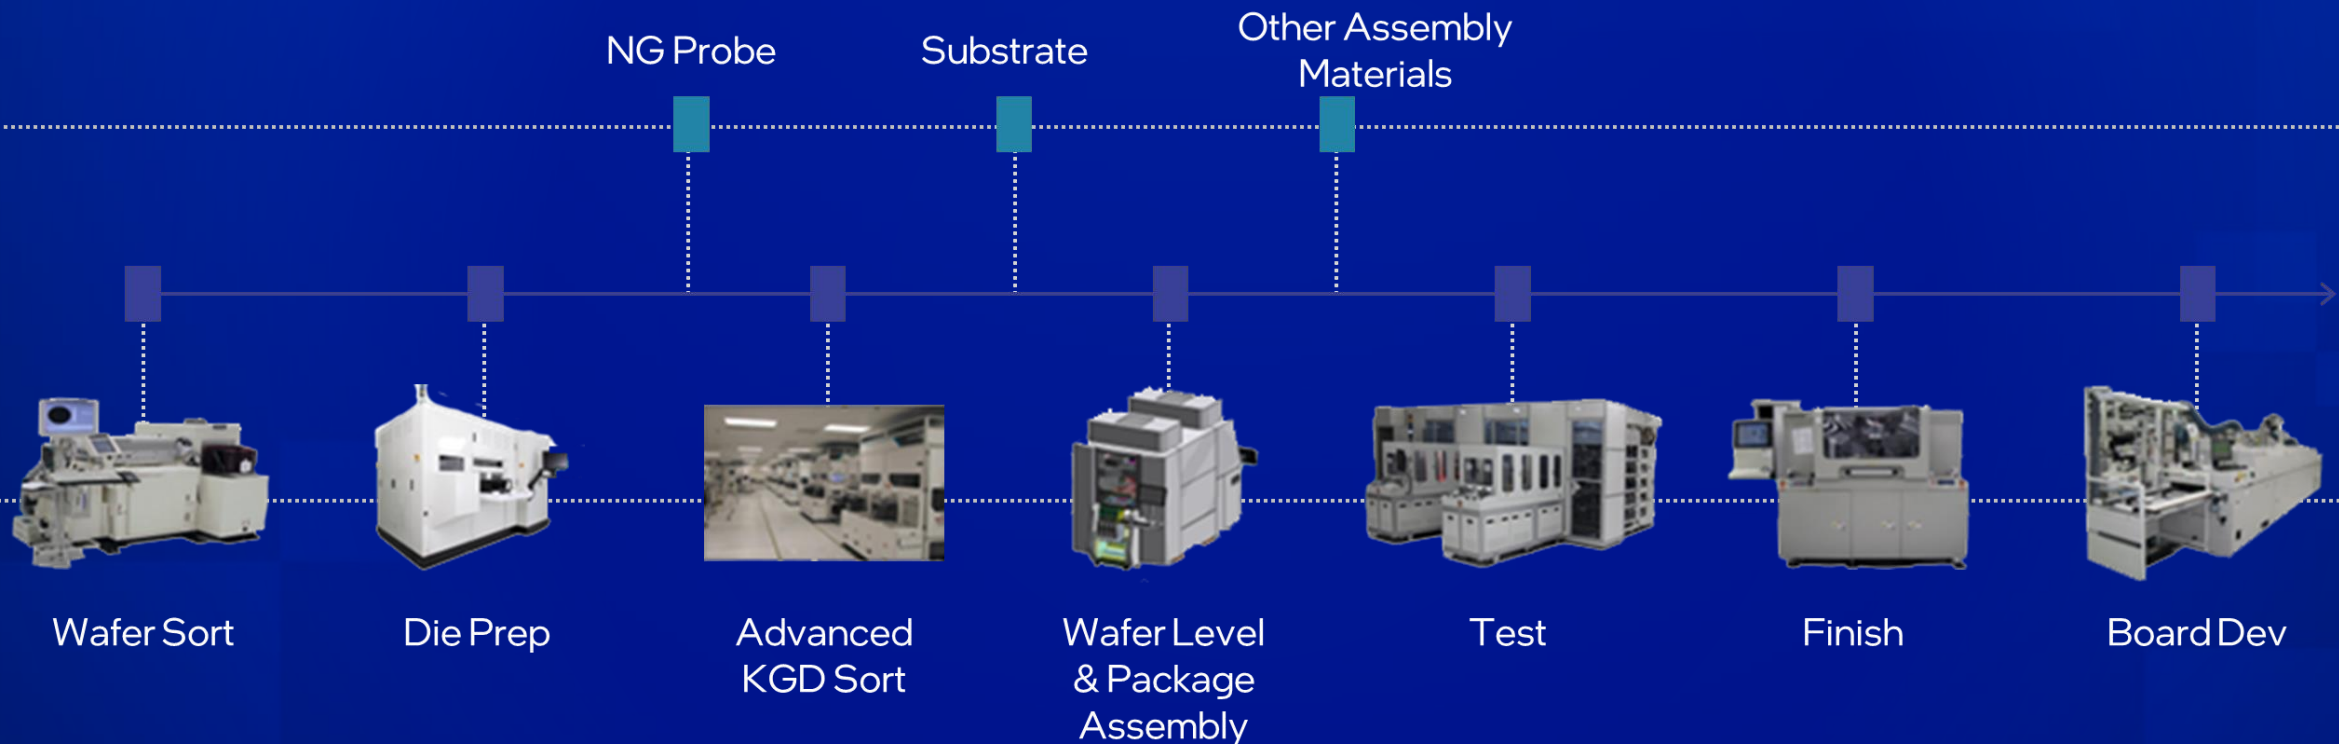 NG Probe
Substrate
Other Assembly
Materials
Wafer Sort
Die Prep
Advanced
KGD Sort
Wafer Level
& Package
Assembly
Test
Finish
Board Dev